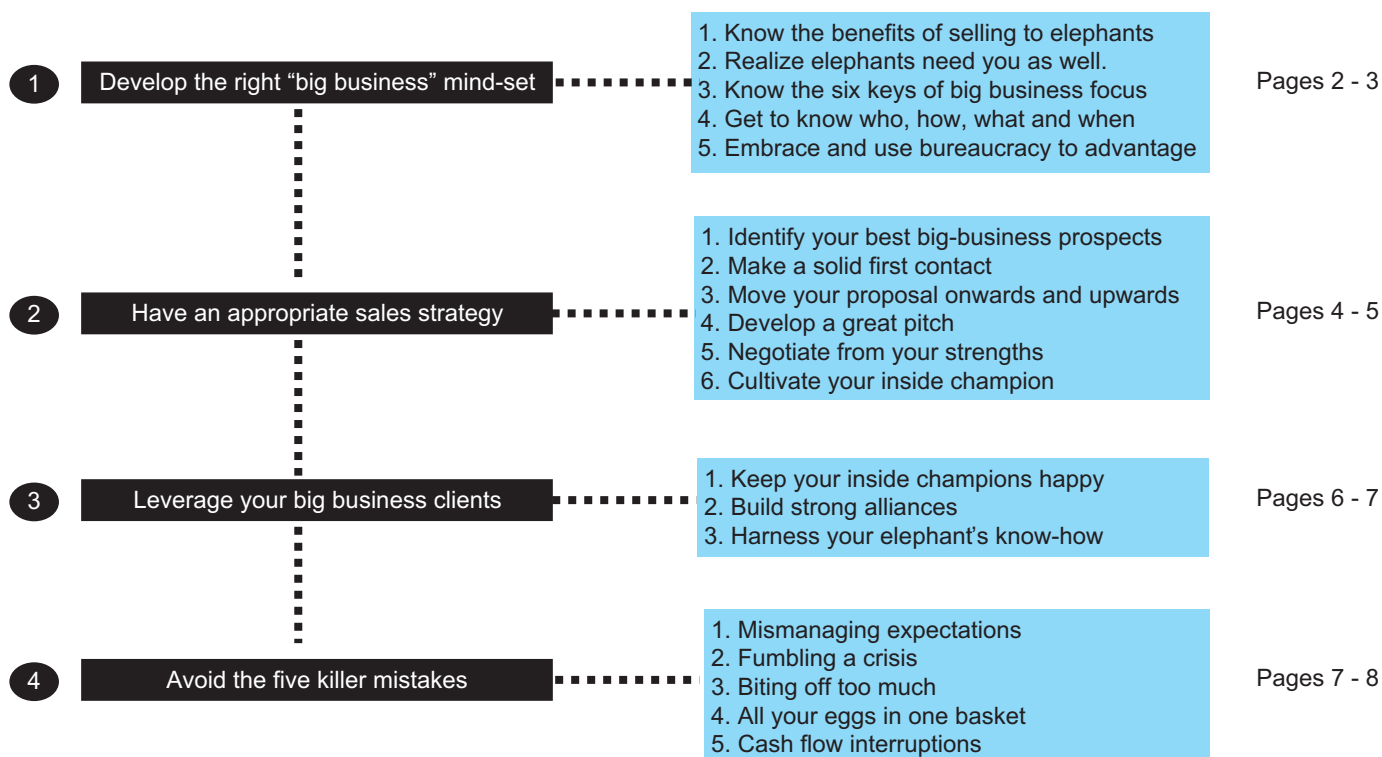 1
Develop the right “big business” mind-set
1. Know the benefits of selling to elephants
2. Realize elephants need you as well.
3. Know the six keys of big business focus
4. Get to know who, how, what and when
5. Embrace and use bureaucracy to advantage
Pages 2 - 3
2
Have an appropriate sales strategy
1. Identify your best big-business prospects
2. Make a solid first contact
3. Move your proposal onwards and upwards
4. Develop a great pitch
5. Negotiate from your strengths
6. Cultivate your inside champion
Pages 4 - 5
3
Leverage your big business clients
1. Keep your inside champions happy
2. Build strong alliances
3. Harness your elephant’s know-how
Pages 6 - 7
4
Avoid the five killer mistakes
1. Mismanaging expectations
2. Fumbling a crisis
3. Biting off too much
4. All your eggs in one basket
5. Cash flow interruptions
Pages 7 - 8